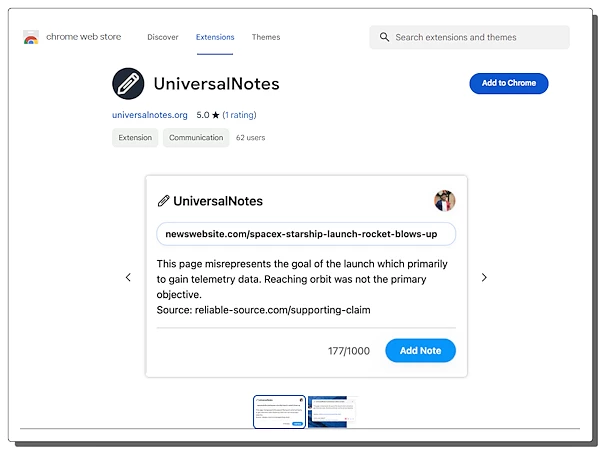 chrome web store Discover Extensions Themes Search extensions and themes
UniversalNotes Add to Chrome
universalnotes.org 5.0 ★ (1 rating)
Extension Communication 62 users
UniversalNotes
newswebsite.com/spacex-starship-launch-rocket-blows-up
This page misrepresents the goal of the launch which primarily
to gain telemetry data. Reaching orbit was not the primary
objective.
Source: reliable-source.com/supporting-claim
177/1000 Add Note